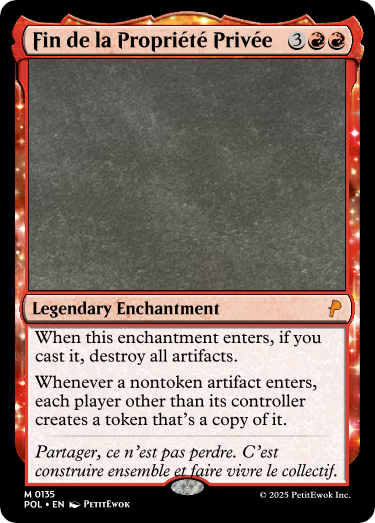 Fin de la Propriété Privée 3
Legendary Enchantment
When this enchantment enters, if you
cast it, destroy all artifacts.
Whenever a nontoken artifact enters,
each player other than its controller
creates a token that's a copy of it.
Partager, ce n'est pas perdre. C'est
construire ensemble et faire vivre le collectif.
M 0135
POL • EN PetitEwok
© 2025 PetitEwok Inc.